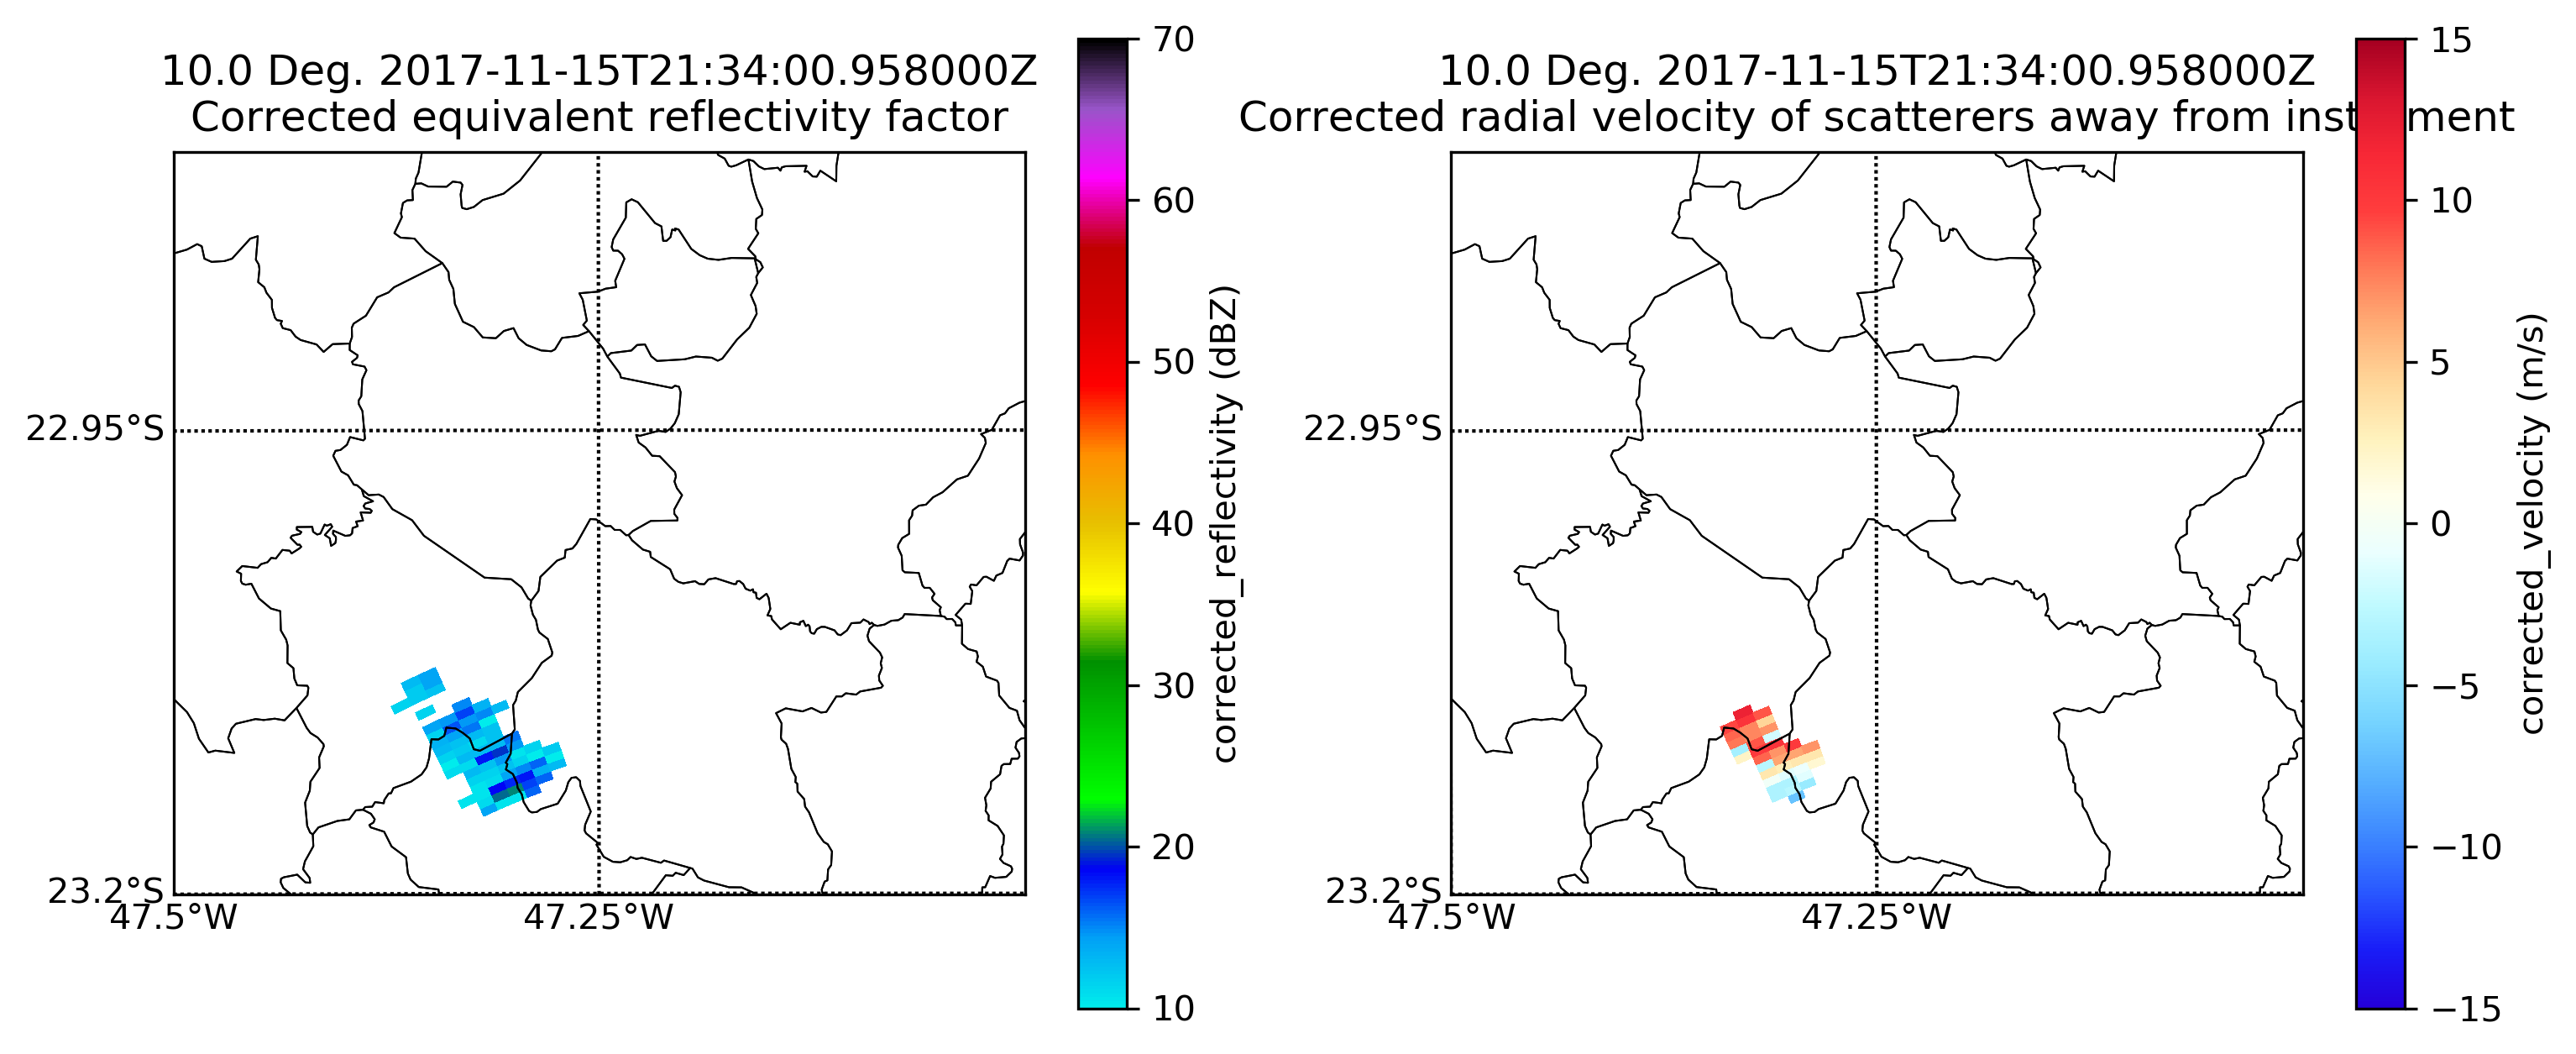 10.0 Deg. 2017-11-15T21:34:00.958000Z
Corrected equivalent reflectivity factor
22.95°S
23.2°S
47.5°W
47.25°W
70
60
50
40
30
20
10
corrected_reflectivity (dBZ)
10.0 Deg. 2017-11-15T21:34:00.958000Z
Corrected radial velocity of scatterers away from inst ment
22.95°S
23.2°S
47.5°W
47.25°W
15
10
5
0
−5
−10
−15
corrected_velocity (m/s)